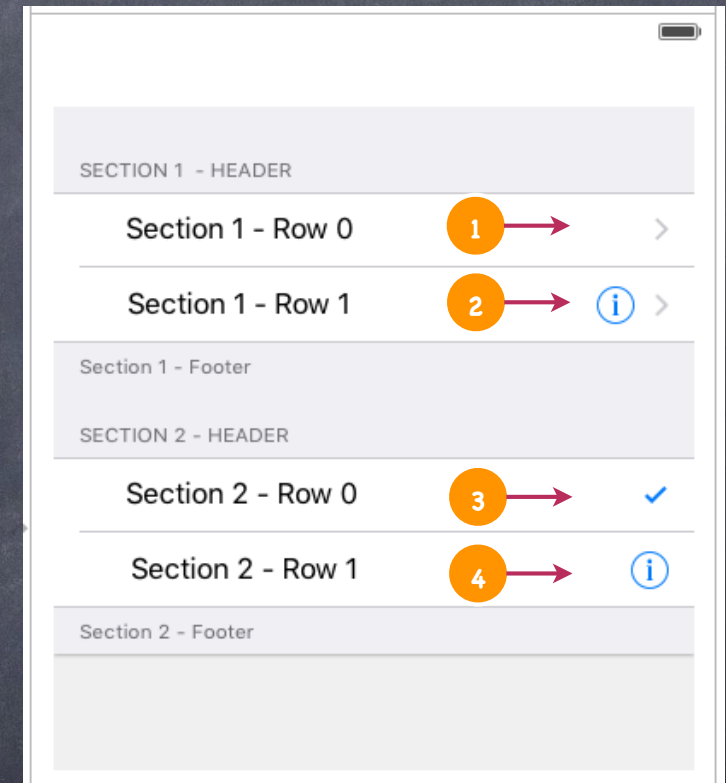 SECTION 1 - HEADER
Section 1 - Row 0
1
Section 1 - Row 1
2
i
Section 1 - Footer
SECTION 2 - HEADER
Section 2 - Row 0
3
Section 2 - Row 1
4
i
Section 2 - Footer